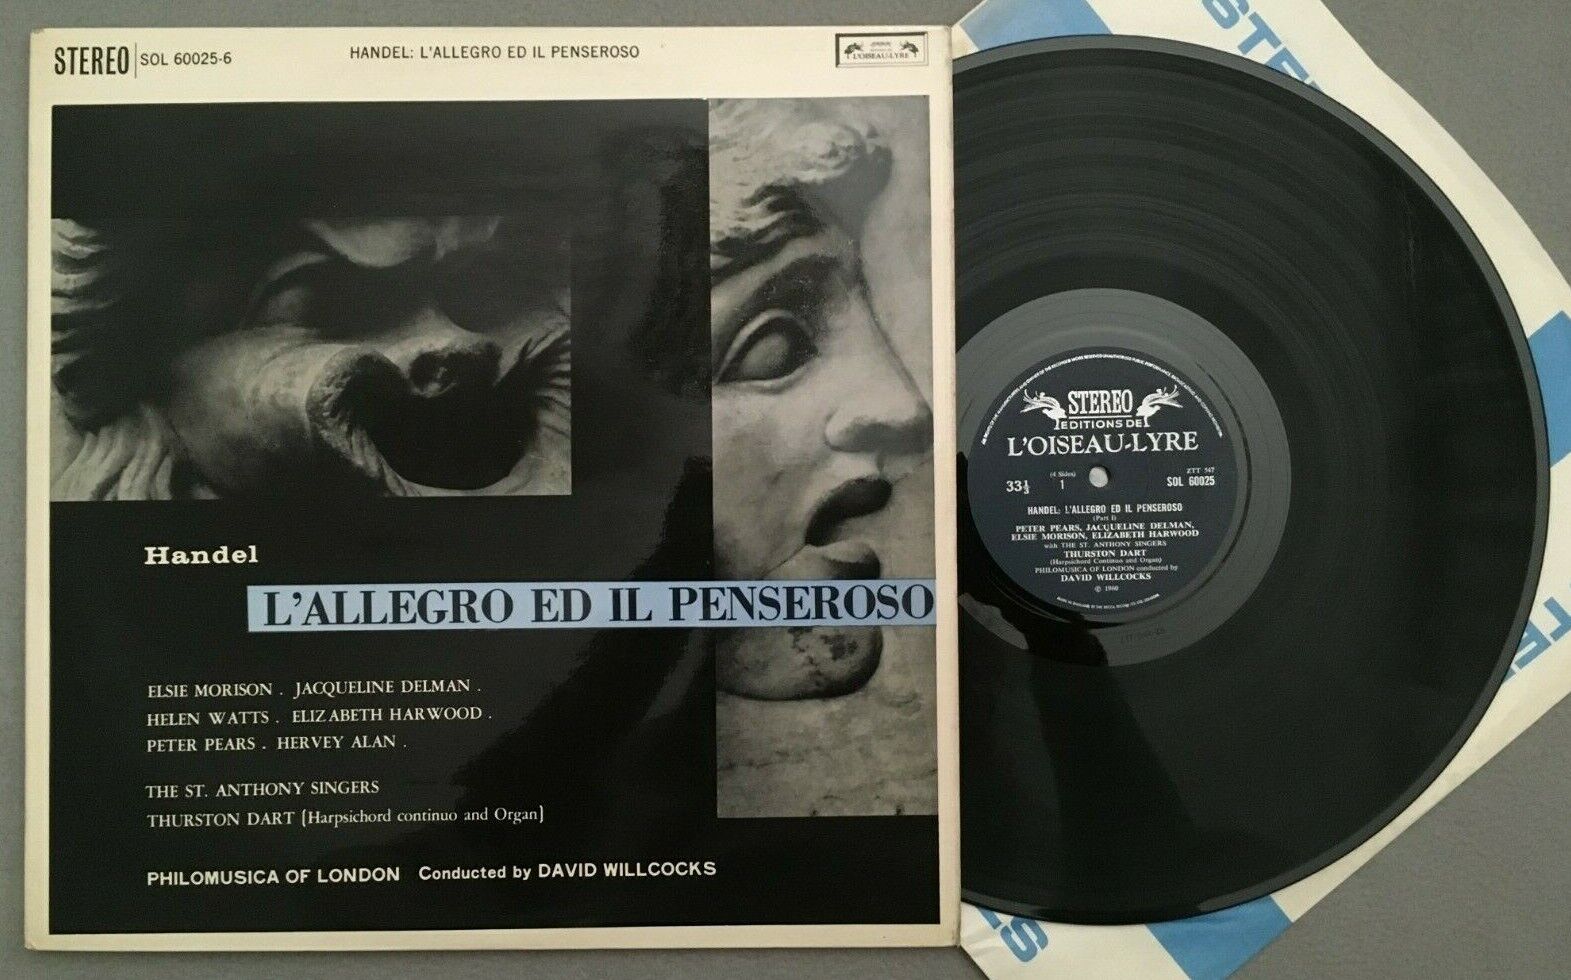 STEREO SOL 60025-6
HANDEL: L'ALLEGRO ED IL PENSEROSO
L'OISEAU-LYRE
Handel
L'ALLEGRO ED IL PENSEROSO
ELSIE MORISON . JACQUELINE DELMAN .
HELEN WATTS . ELIZABETH HARWOOD .
PETER PEARS . HERVEY ALAN .
THE ST. ANTHONY SINGERS
THURSTON DART (Harpsichord continuo and Organ)
PHILOMUSICA OF LONDON Conducted by DAVID WILLCOCKS
STEREO
EDITIONS DE
L'OISEAU-LYRE
33⅓
(4 Sides)
1
ZTT 547
SOL 60025
HANDEL: L'ALLEGRO ED IL PENSEROSO
(Part I)
PETER PEARS, JACQUELINE DELMAN,
ELSIE MORISON, ELIZABETH HARWOOD
with THE ST. ANTHONY SINGERS
THURSTON DART
(Harpsichord Continuo and Organ)
PHILOMUSICA OF LONDON conducted by
DAVID WILLCOCKS
℗ 1960